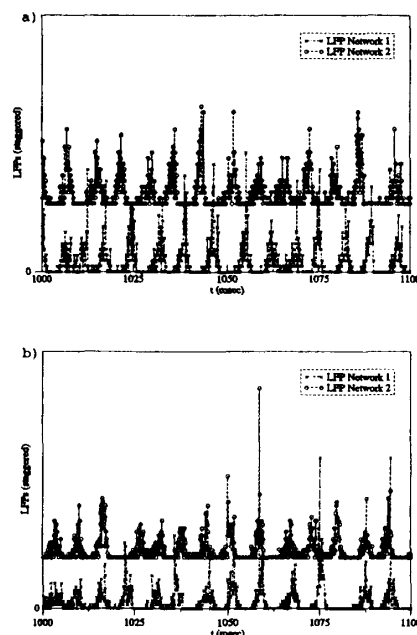 a)
LFP Network 1
LFP Network 2
LFPs (staggered)
0
1000 1025 1050 1075 1100
t (msec)
b)
LFP Network 1
LFP Network 2
LFPs (staggered)
0
1000 1025 1050 1075 1100
t (msec)